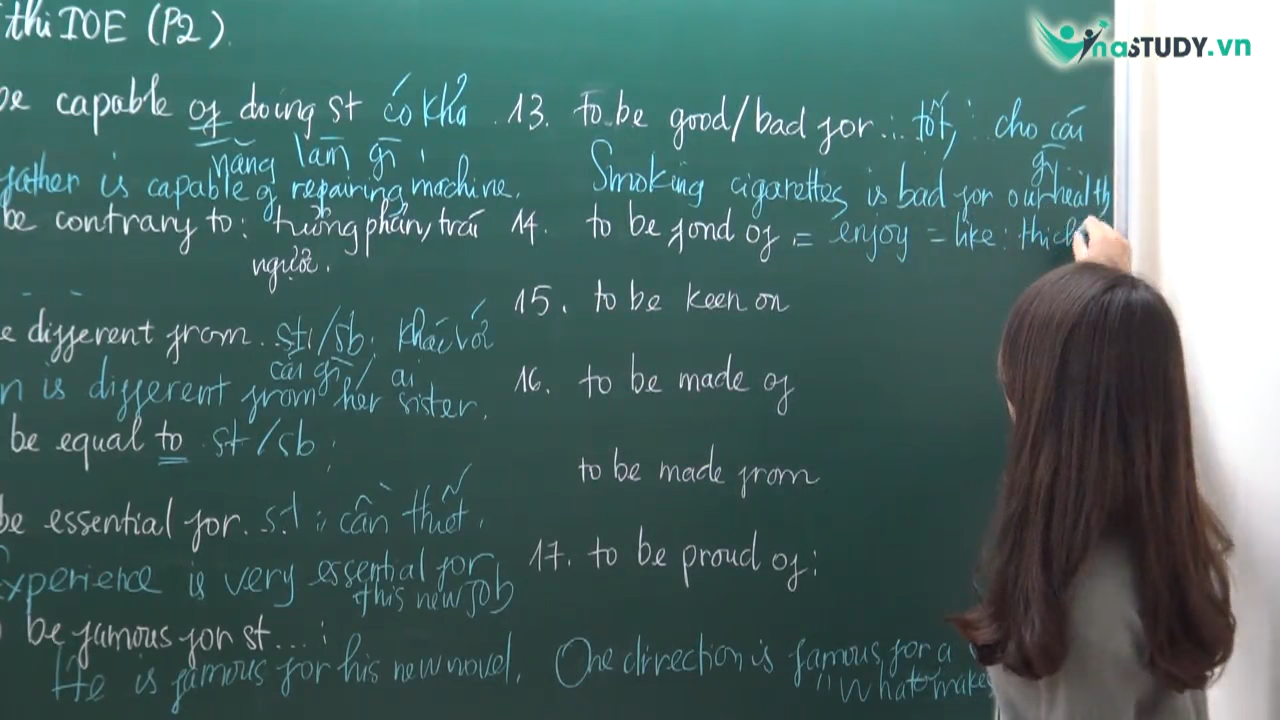 thi IOE (P2).
be capable of doing st có khả
năng làm gì
father is capable of repairing machine.
be contrary to: tương phản, trái
ngược.
e different from. st/sb: khác với
cái gì / ai
n is different from her sister.
be equal to st/sb:
be essential for. st: cần thiết.
Experience is very essential for
this new job
be famous for st...:
He is famous for his new novel. One direction is famous for a
"What make
13. to be good/bad for: tốt, : cho cái
gì
Smoking cigarettes is bad for our health
14. to be fond of = enjoy = like: thích
15. to be keen on
16. to be made of
to be made from
17. to be proud of:
VinaSTUDY.vn